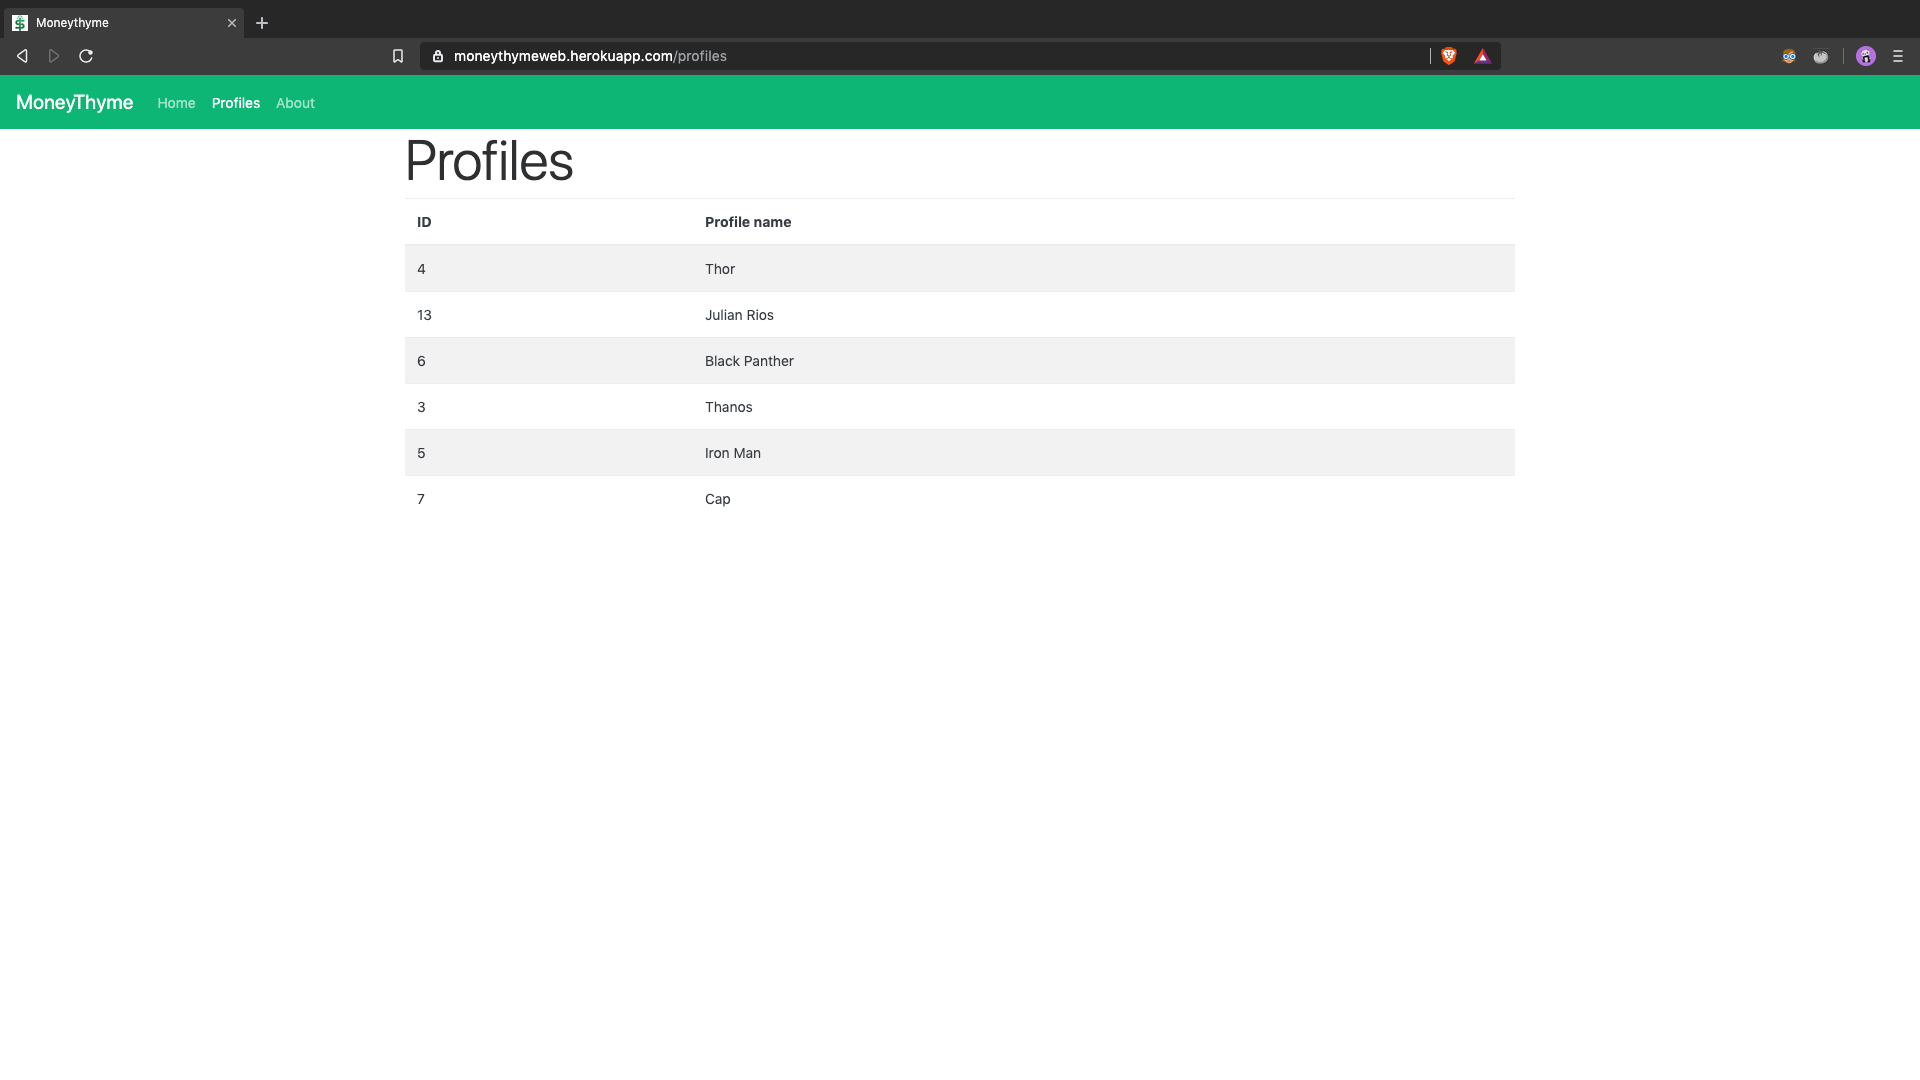 Moneythyme
moneythymeweb.herokuapp.com/profiles
MoneyThyme Home Profiles About
Profiles
ID Profile name
4 Thor
13 Julian Rios
6 Black Panther
3 Thanos
5 Iron Man
7 Cap